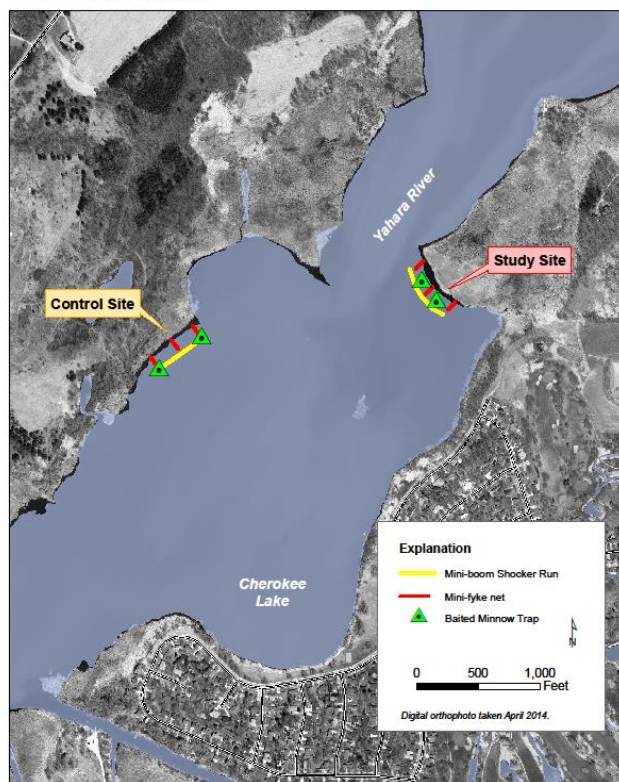 Yahara River
Study Site
Control Site
Cherokee
Lake
Explanation
Mini-boom Shocker Run
Mini-fyke net
Baited Minnow Trap
N
0 500 1,000
Feet
Digital orthophoto taken April 2014.